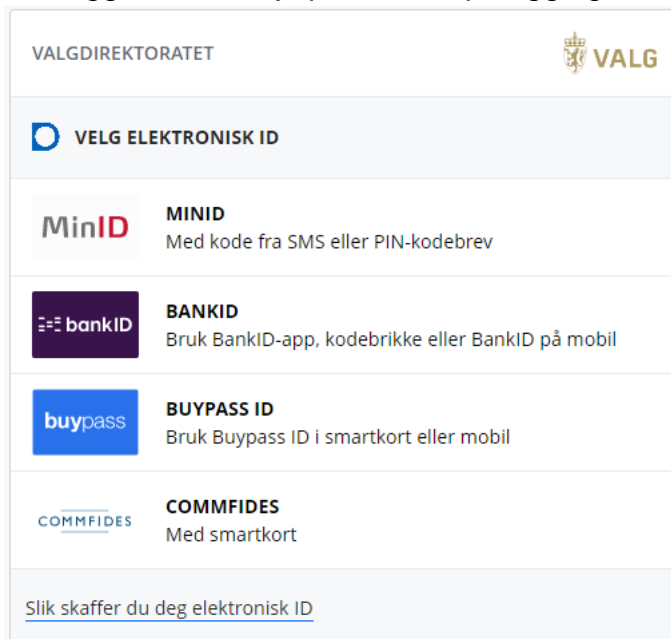 VALGDIREKTORATET
VALG
VELG ELEKTRONISK ID
MinID
MINID
Med kode fra SMS eller PIN-kodebrev
bankID
BANKID
Bruk BankID-app, kodebrikke eller BankID på mobil
buypass
BUYPASS ID
Bruk Buypass ID i smartkort eller mobil
COMMFIDES
COMMFIDES
Med smartkort
Slik skaffer du deg elektronisk ID